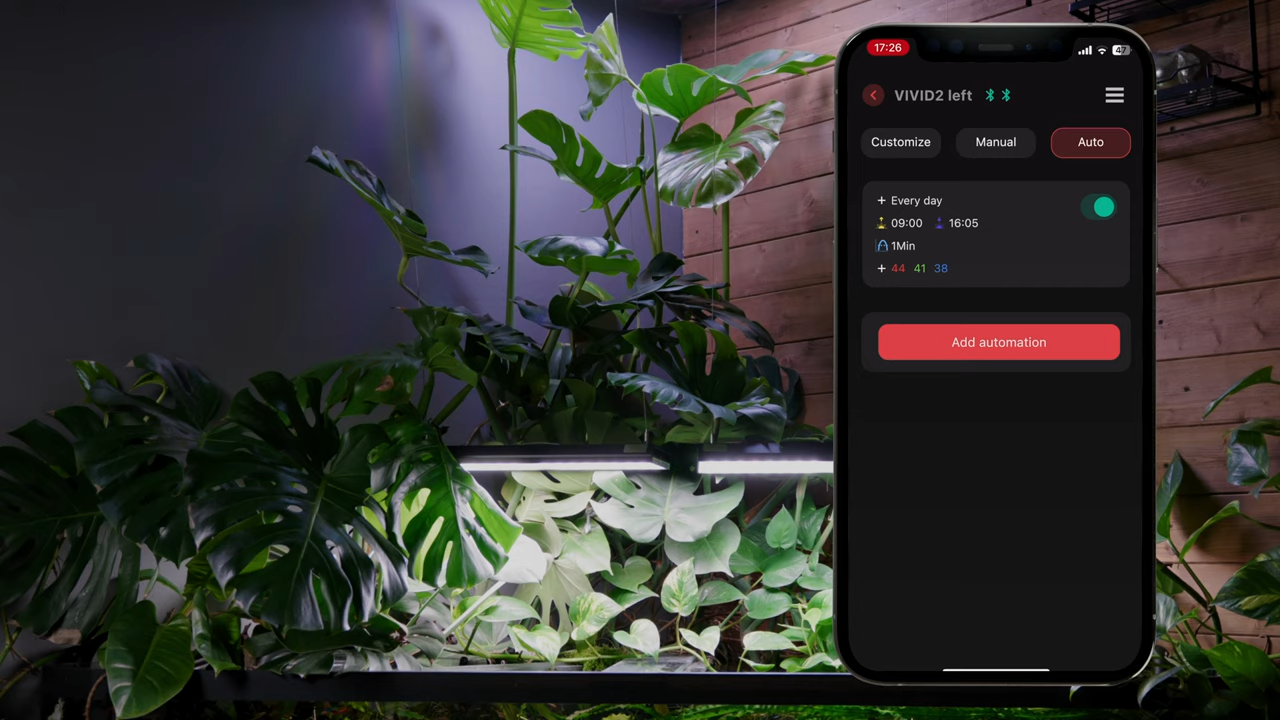 17:26
47
VIVID2 left
Customize Manual Auto
+ Every day
09:00 16:05
1Min
+ 44 41 38
Add automation